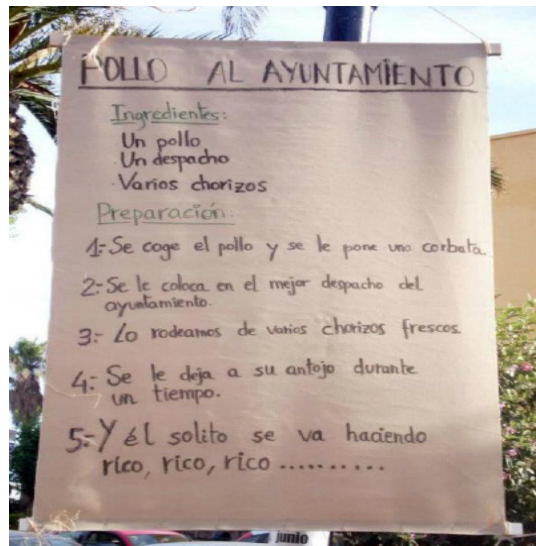 POLLO AL AYUNTAMIENTO
Ingredientes:
Un pollo
Un despacho
Varios chorizos
Preparación:
1:- Se coge el pollo y se le pone una corbata.
2:- Se le coloca en el mejor despacho del
ayuntamiento.
3:- Lo rodeamos de varios chorizos frescos.
4:- Se le deja a su antojo durante
un tiempo.
5:- Y él solito se va haciendo
rico, rico, rico ..........
junio